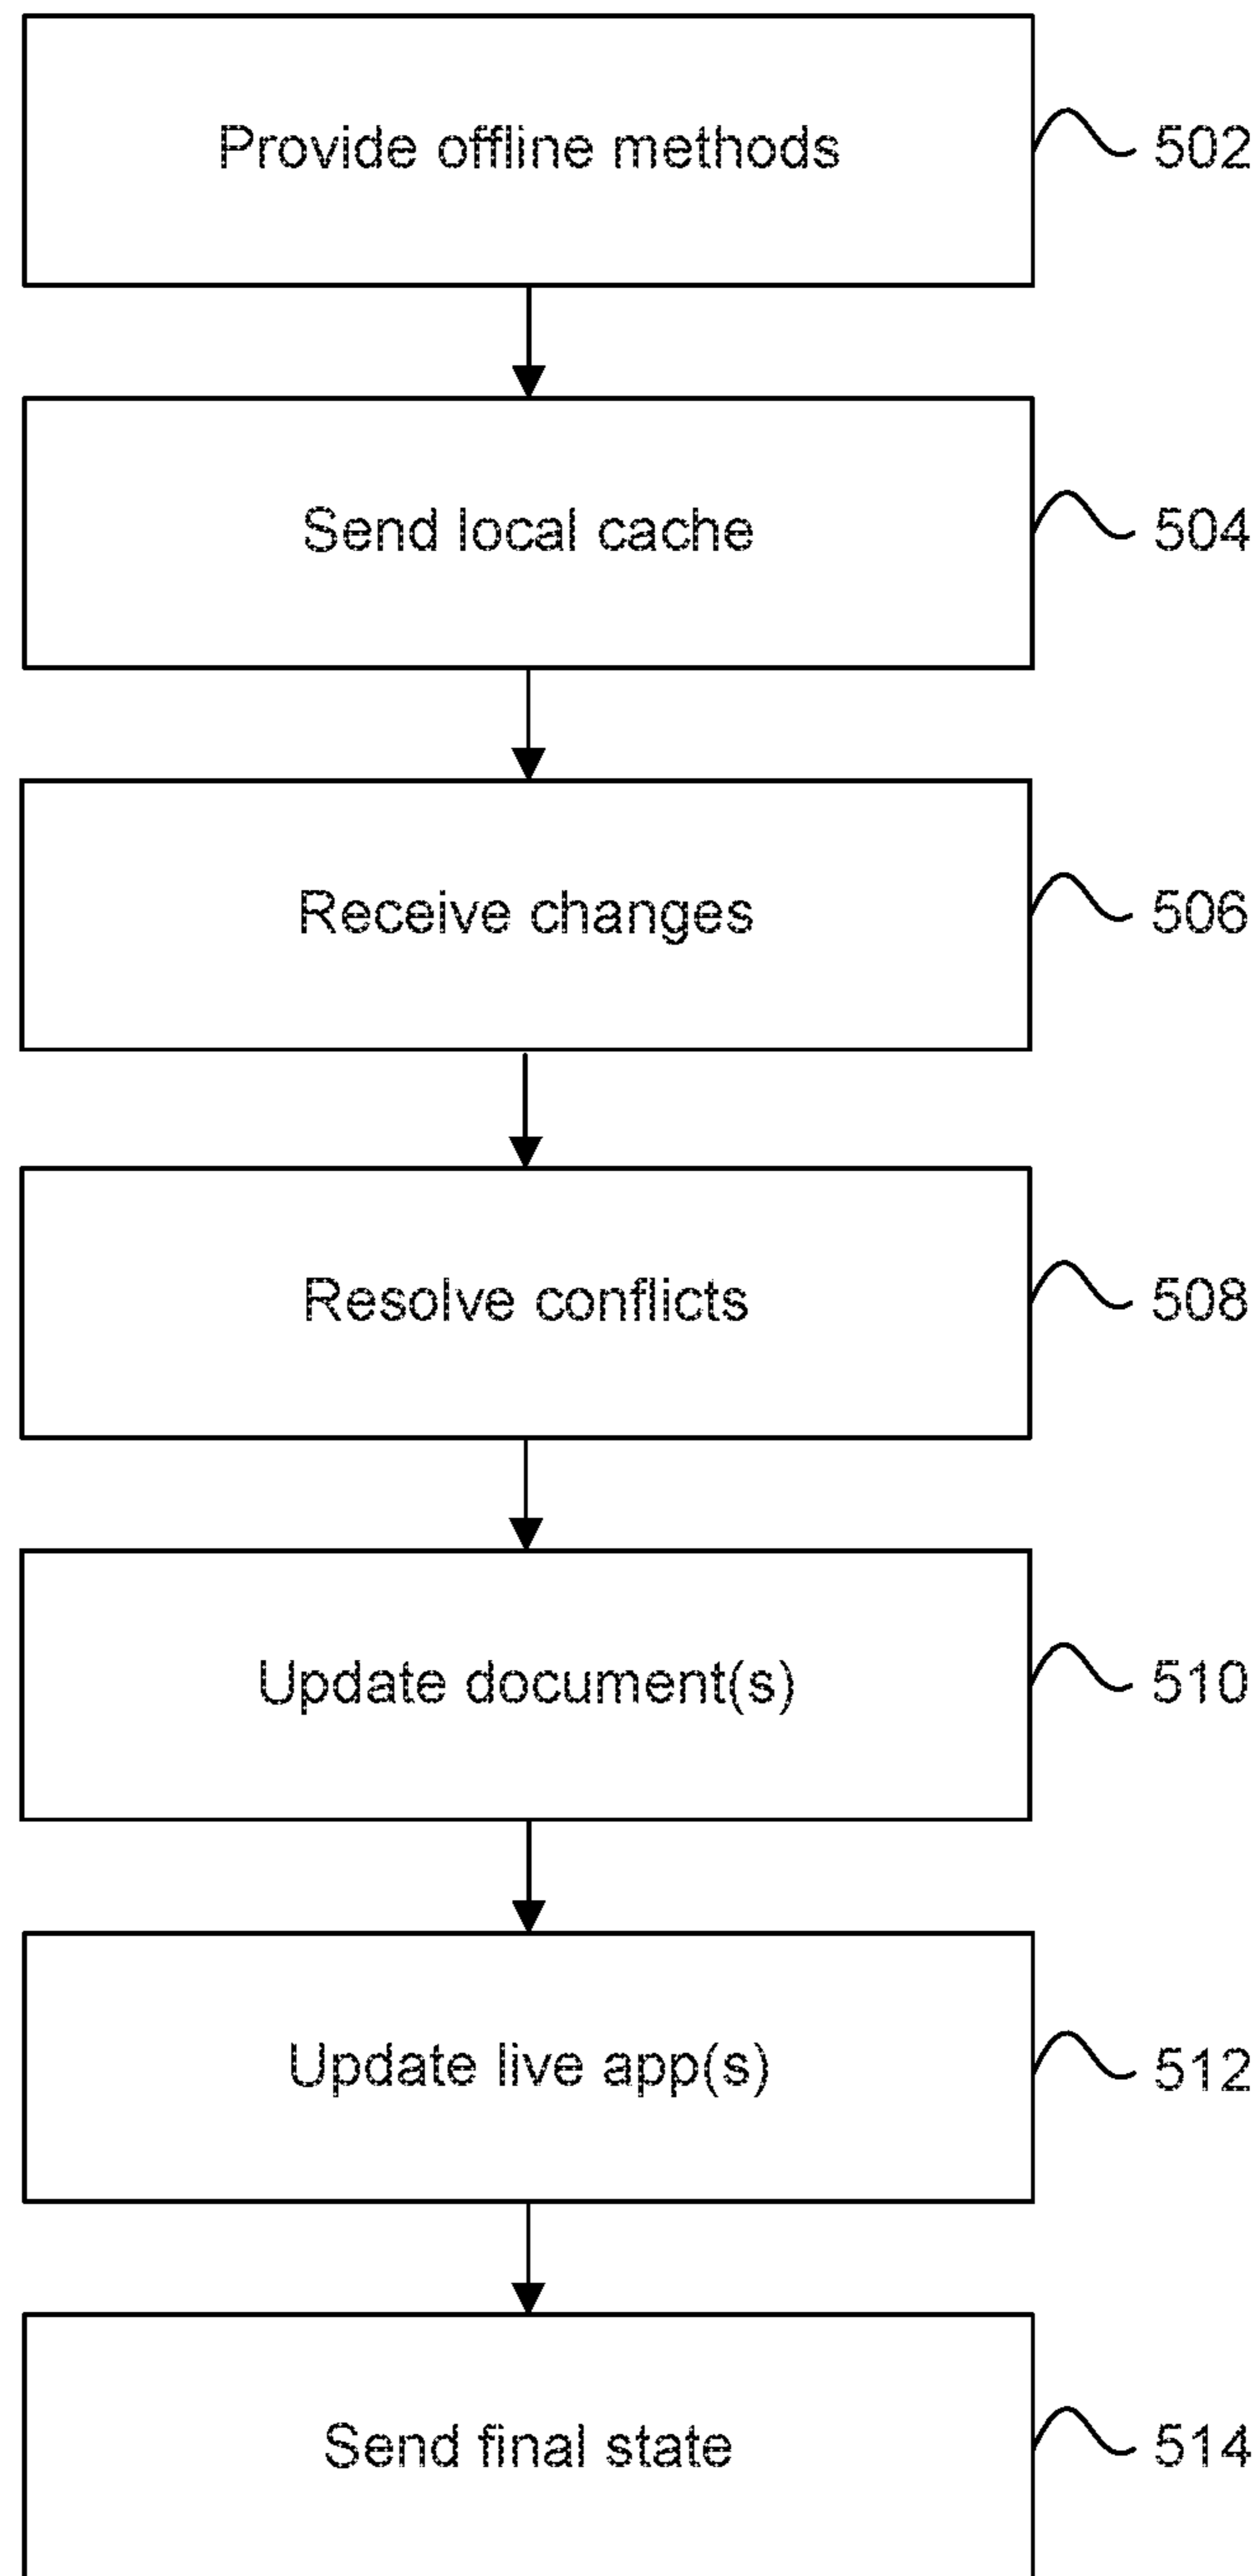 Provide offline methods 502
Send local cache 504
Receive changes 506
Resolve conflicts 508
Update document(s) 510
Update live app(s) 512
Send final state 514